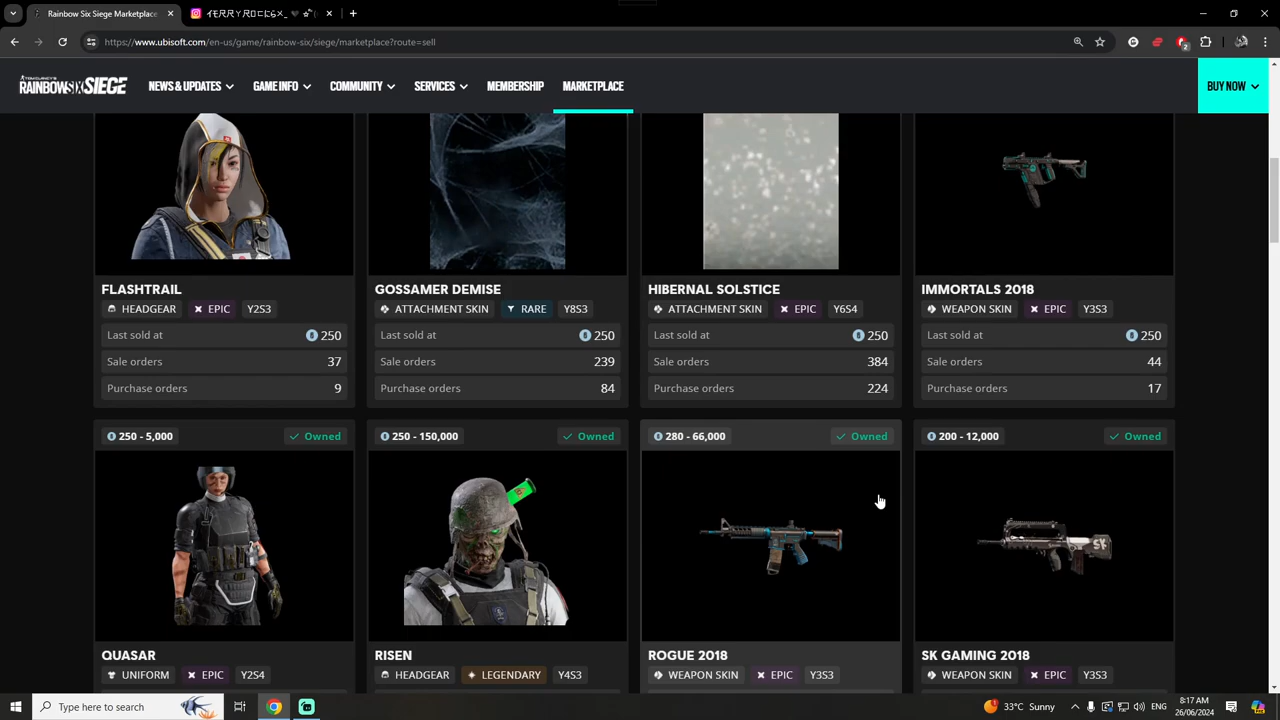 Rainbow Six Siege Marketplace
https://www.ubisoft.com/en-us/game/rainbow-six/siege/marketplace?route=sell
TOM CLANCY'S
RAINBOW SIX SIEGE
NEWS & UPDATES
GAME INFO
COMMUNITY
SERVICES
MEMBERSHIP
MARKETPLACE
BUY NOW
FLASHTRAIL
GOSSAMER DEMISE
HIBERNAL SOLSTICE
IMMORTALS 2018
HEADGEAR EPIC Y2S3
ATTACHMENT SKIN RARE Y8S3
ATTACHMENT SKIN EPIC Y6S4
WEAPON SKIN EPIC Y3S3
Last sold at 250
Last sold at 250
Last sold at 250
Last sold at 250
Sale orders 37
Sale orders 239
Sale orders 384
Sale orders 44
Purchase orders 9
Purchase orders 84
Purchase orders 224
Purchase orders 17
250 - 5,000 Owned
250 - 150,000 Owned
280 - 66,000 Owned
200 - 12,000 Owned
SK
QUASAR
RISEN
ROGUE 2018
SK GAMING 2018
UNIFORM EPIC Y2S4
HEADGEAR LEGENDARY Y4S3
WEAPON SKIN EPIC Y3S3
WEAPON SKIN EPIC Y3S3
Type here to search
33°C Sunny
ENG
8:17 AM
26/06/2024